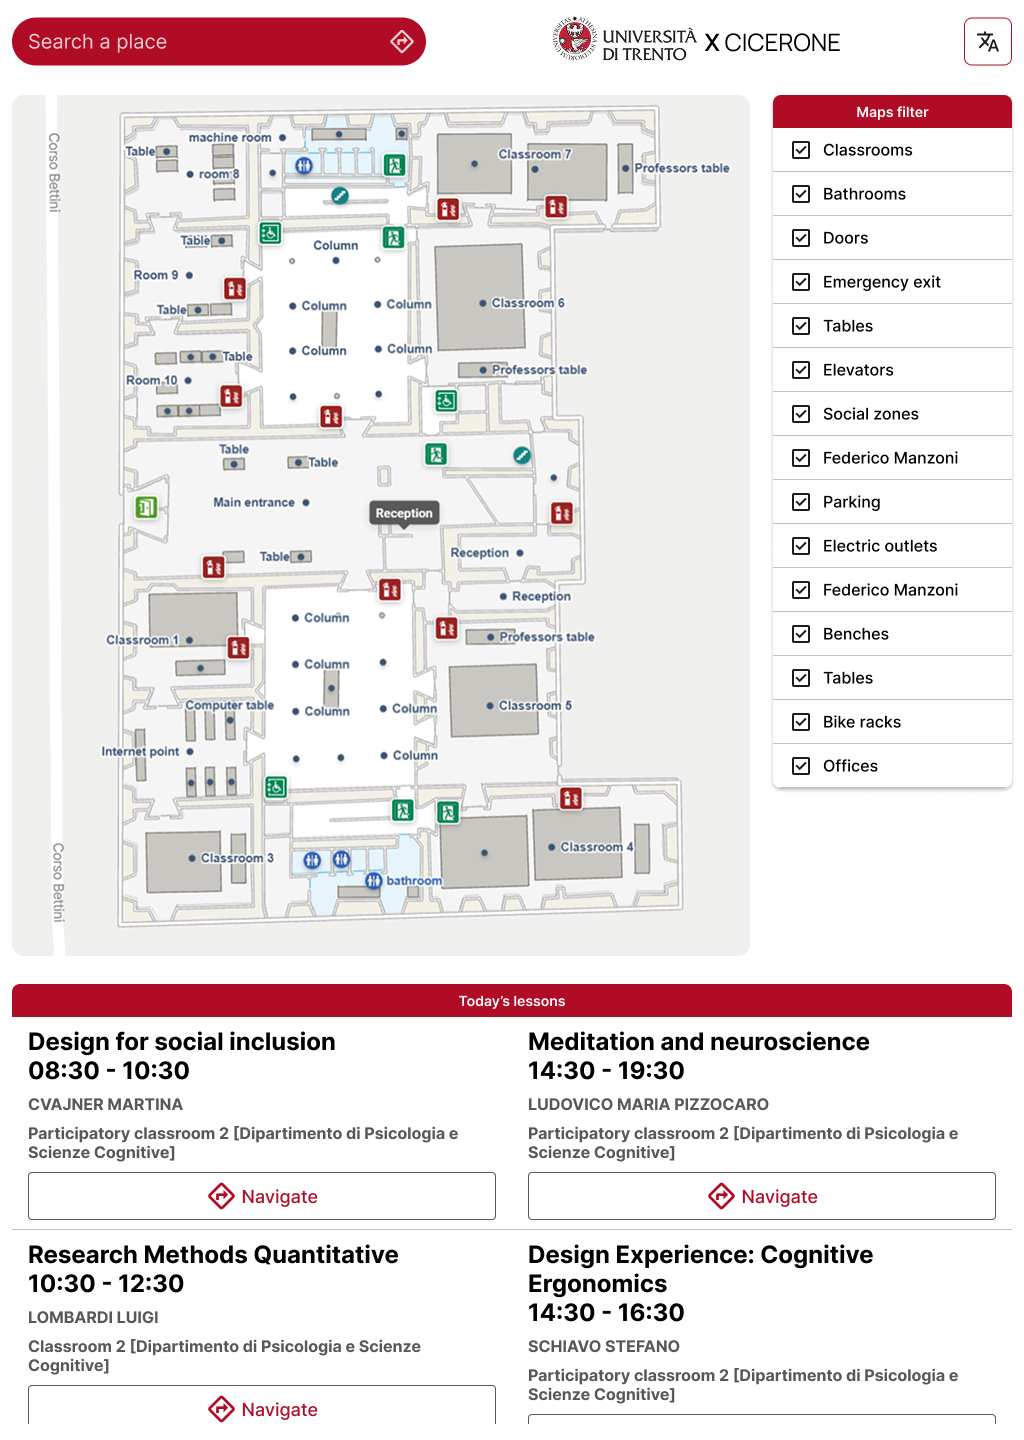 Search a place
UNIVERSITÀ
DI TRENTO
X CICERONE
Maps filter
Classrooms
Bathrooms
Doors
Emergency exit
Tables
Elevators
Social zones
Federico Manzoni
Parking
Electric outlets
Federico Manzoni
Benches
Tables
Bike racks
Offices
Corso Bettini
machine room
Table
room 8
Classroom 7
Professors table
Table
Column
Room 9
Table
Column
Column
Classroom 6
Column
Column
Table
Professors table
Room 10
Table
Table
Main entrance
Reception
Table
Reception
Reception
Column
Classroom 1
Professors table
Column
Computer table
Column
Column
Classroom 5
Internet point
Column
Corso Bettini
Classroom 3
Classroom 4
bathroom
Today's lessons
Design for social inclusion
08:30 - 10:30
CVAJNER MARTINA
Participatory classroom 2 [Dipartimento di Psicologia e
Scienze Cognitive]
Navigate
Meditation and neuroscience
14:30 - 19:30
LUDOVICO MARIA PIZZOCARO
Participatory classroom 2 [Dipartimento di Psicologia e
Scienze Cognitive]
Navigate
Research Methods Quantitative
10:30 - 12:30
LOMBARDI LUIGI
Classroom 2 [Dipartimento di Psicologia e Scienze
Cognitive]
Navigate
Design Experience: Cognitive
Ergonomics
14:30 - 16:30
SCHIAVO STEFANO
Participatory classroom 2 [Dipartimento di Psicologia e
Scienze Cognitive]